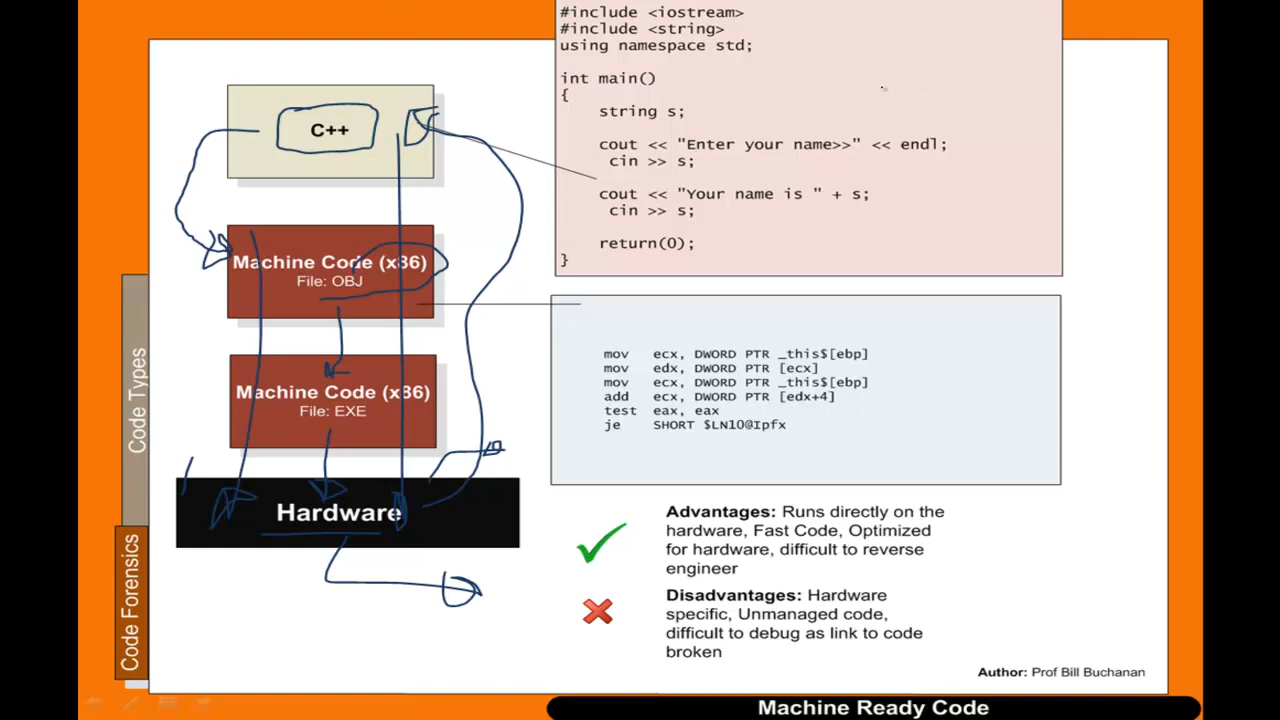 #include <iostream>
#include <string>
using namespace std;
int main()
{
string s;
cout << "Enter your name>>" << endl;
cin >> s;
cout << "Your name is " + s;
cin >> s;
return(0);
}
C++
Machine Code (x86)
File: OBJ
Machine Code (x86)
File: EXE
Hardware
mov ecx, DWORD PTR _this$[ebp]
mov edx, DWORD PTR [ecx]
mov ecx, DWORD PTR _this$[ebp]
add ecx, DWORD PTR [edx+4]
test eax, eax
je SHORT $LN10@Ipfx
Advantages: Runs directly on the
hardware, Fast Code, Optimized
for hardware, difficult to reverse
engineer
Disadvantages: Hardware
specific, Unmanaged code,
difficult to debug as link to code
broken
Code Types
Code Forensics
Author: Prof Bill Buchanan
Machine Ready Code